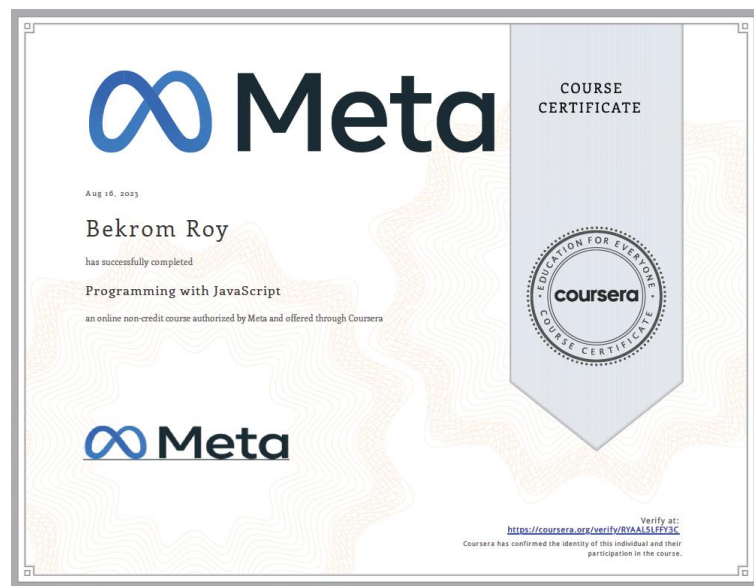 Meta
COURSE
CERTIFICATE
Aug 16, 2023
Bekrom Roy
has successfully completed
Programming with JavaScript
an online non-credit course authorized by Meta and offered through Coursera
EDUCATION FOR EVERYONE
coursera
COURSE CERTIFICATE
Meta
Verify at:
https://coursera.org/verify/RYAAL5LFFY3C
Coursera has confirmed the identity of this individual and their
participation in the course.